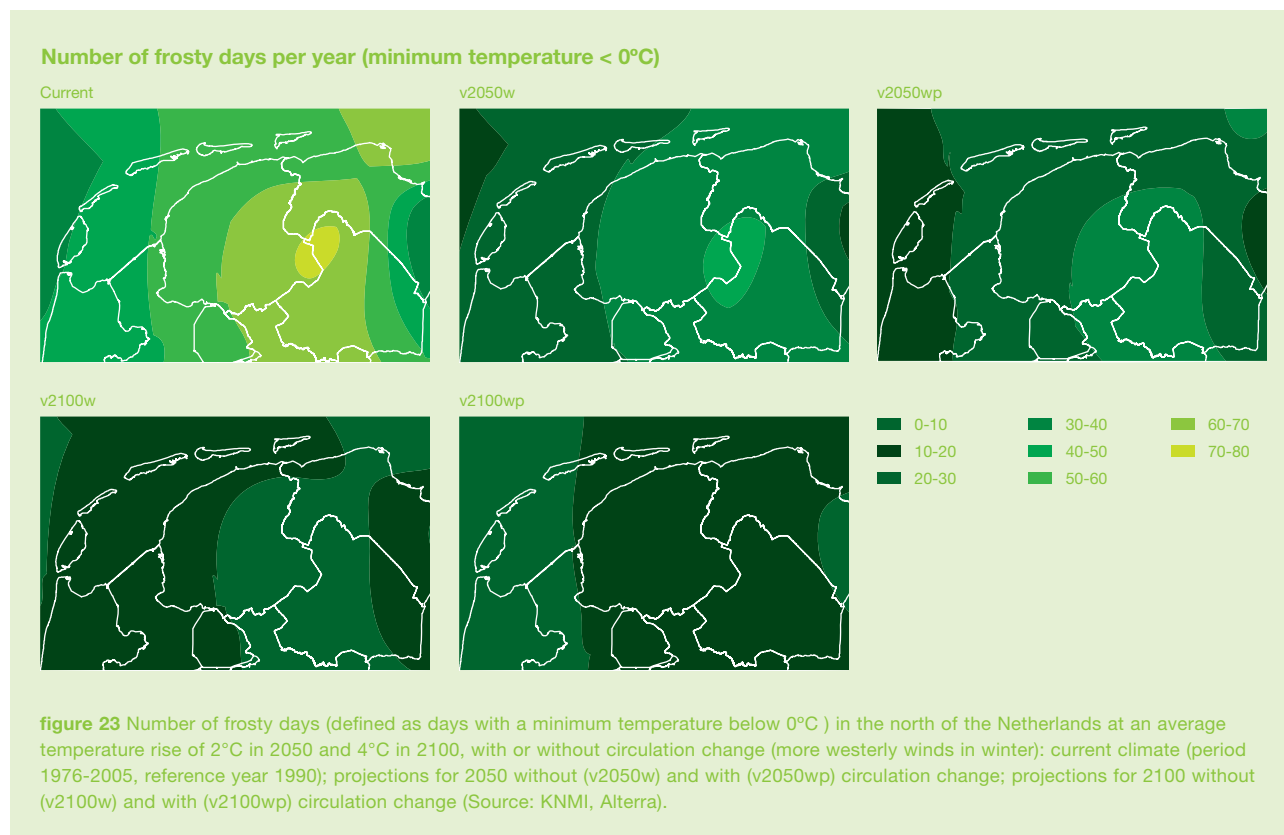 Number of frosty days per year (minimum temperature < 0ºC)
Current
v2050w
v2050wp
v2100w
v2100wp
0-10
10-20
20-30
30-40
40-50
50-60
60-70
70-80
figure 23 Number of frosty days (defined as days with a minimum temperature below 0ºC ) in the north of the Netherlands at an average
temperature rise of 2°C in 2050 and 4°C in 2100, with or without circulation change (more westerly winds in winter): current climate (period
1976-2005, reference year 1990); projections for 2050 without (v2050w) and with (v2050wp) circulation change; projections for 2100 without
(v2100w) and with (v2100wp) circulation change (Source: KNMI, Alterra).